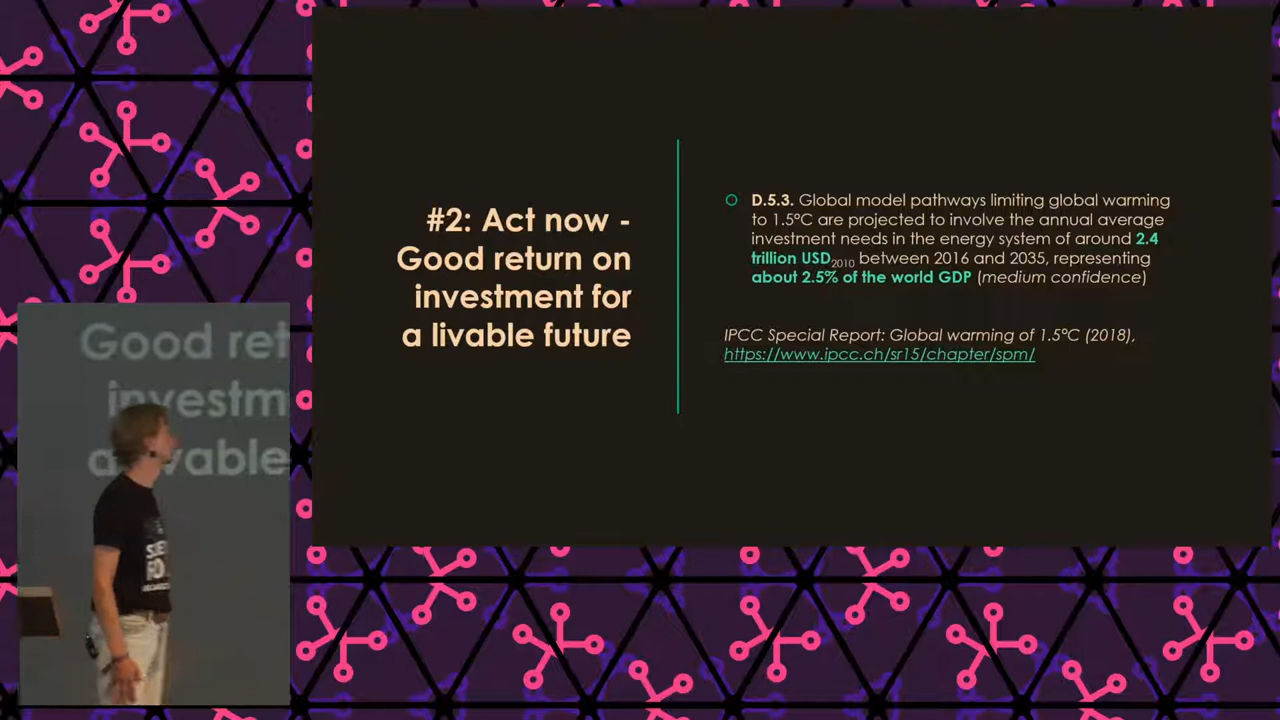 #2: Act now -
Good return on
investment for
a livable future
D.5.3. Global model pathways limiting global warming
to 1.5°C are projected to involve the annual average
investment needs in the energy system of around 2.4
trillion USD2010 between 2016 and 2035, representing
about 2.5% of the world GDP (medium confidence)
IPCC Special Report: Global warming of 1.5°C (2018),
https://www.ipcc.ch/sr15/chapter/spm/
Good ret
investm
a vable